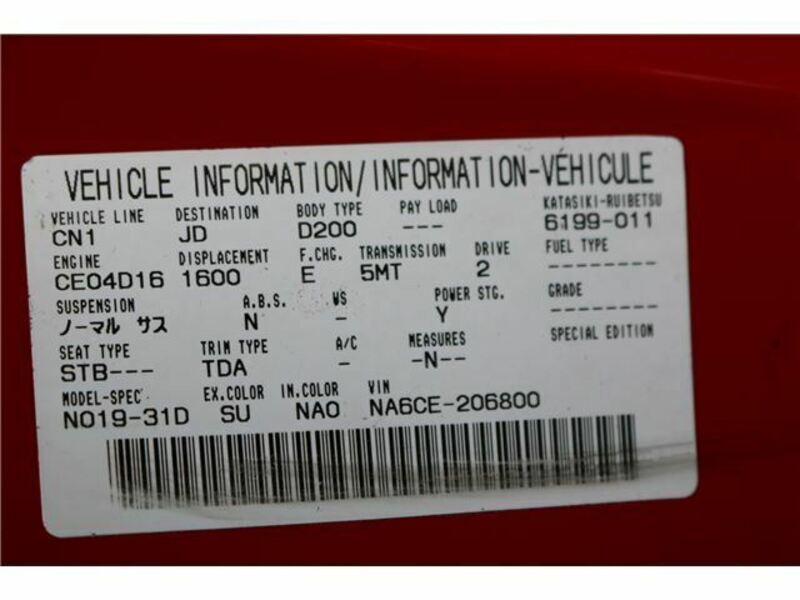 VEHICLE INFORMATION/INFORMATION-VÉHICULE
VEHICLE LINE DESTINATION BODY TYPE PAY LOAD KATASIKI-RUIBETSU
CN1 JD D200 --- 6199-011
ENGINE DISPLACEMENT F.CHG. TRANSMISSION DRIVE FUEL TYPE
CE04D16 1600 E 5MT 2 ---------
SUSPENSION A.B.S. WS POWER STG. GRADE
ノーマル サス N - Y ---------
SEAT TYPE TRIM TYPE A/C MEASURES SPECIAL EDITION
STB--- TDA - -N--
MODEL-SPEC EX.COLOR IN.COLOR VIN
N019-31D SU NA0 NA6CE-206800